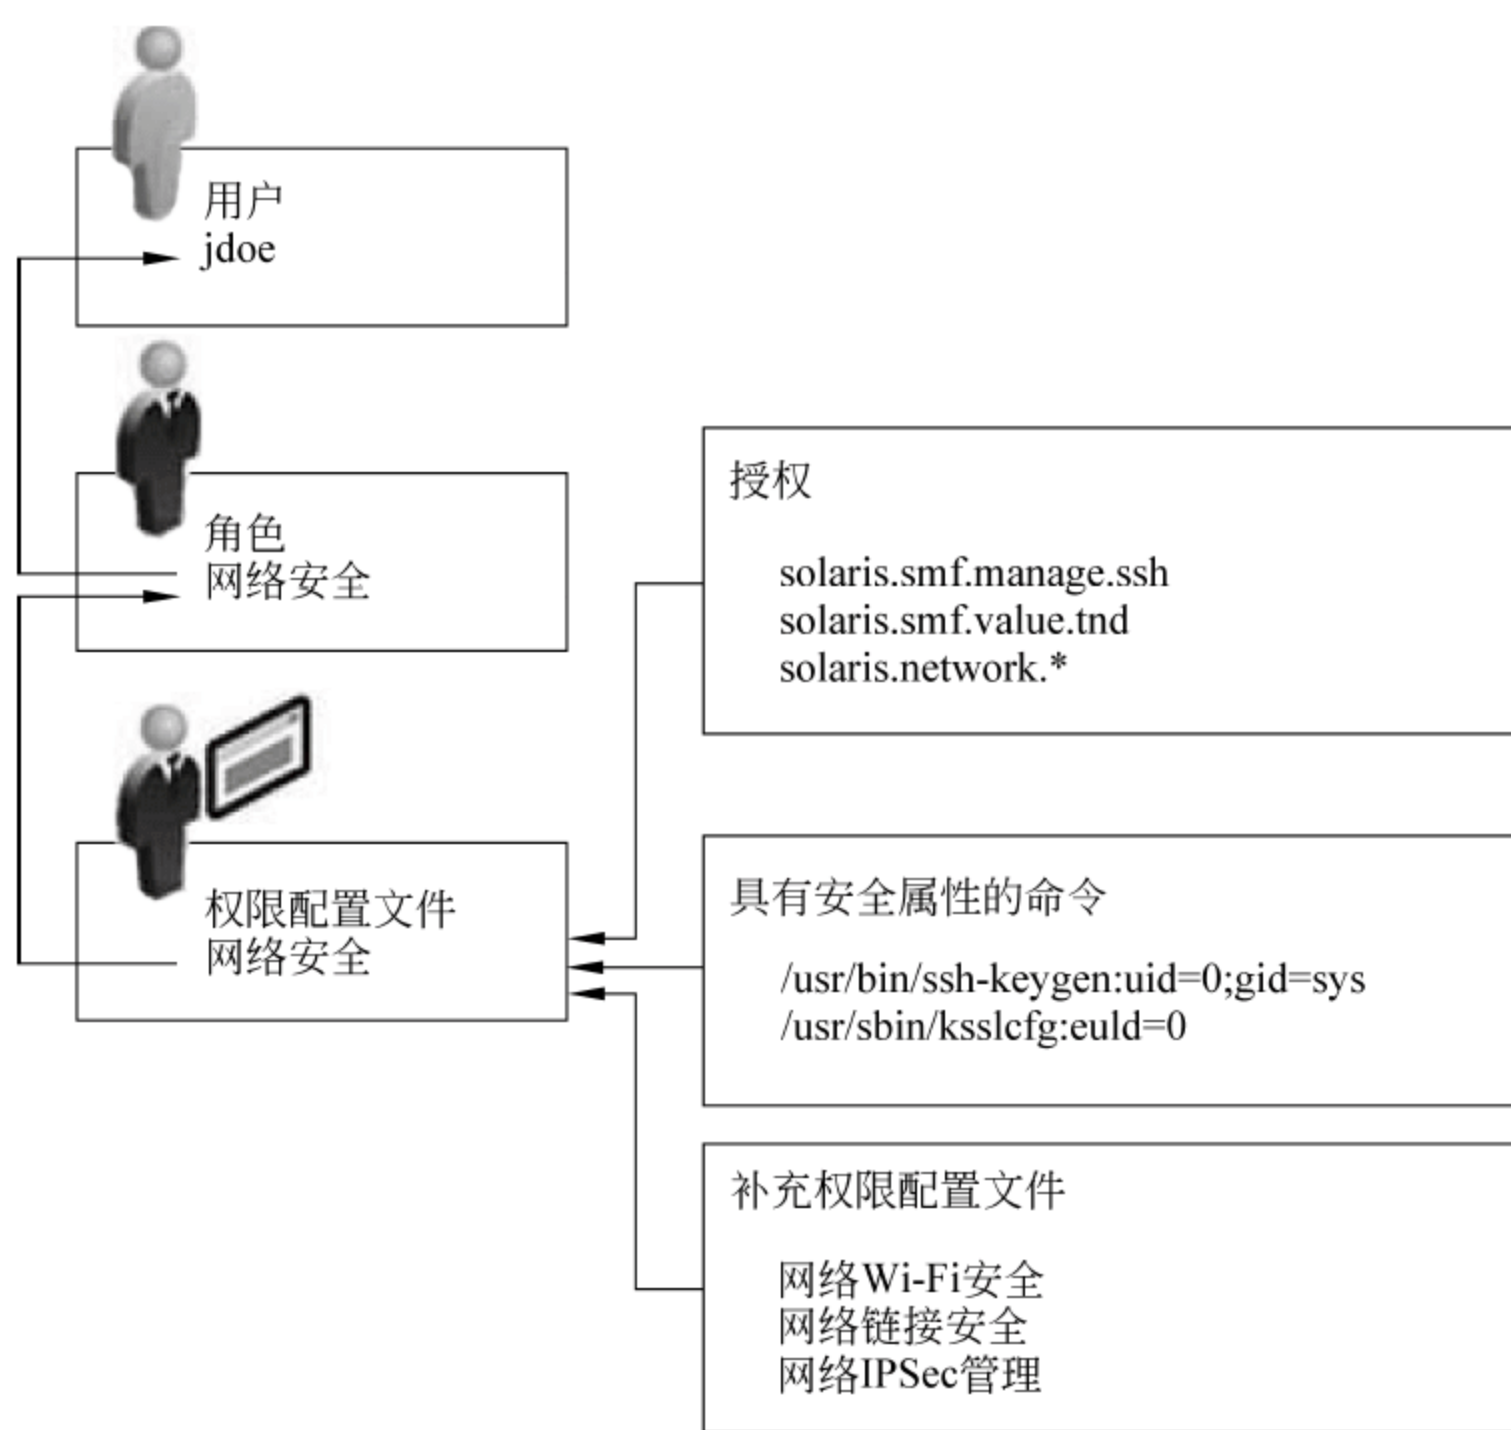 用户
jdoe
角色
网络安全
权限配置文件
网络安全
授权
solaris.smf.manage.ssh
solaris.smf.value.tnd
solaris.network.*
具有安全属性的命令
/usr/bin/ssh-keygen:uid=0;gid=sys
/usr/sbin/ksslcfg:euld=0
补充权限配置文件
网络Wi-Fi安全
网络链接安全
网络IPSec管理